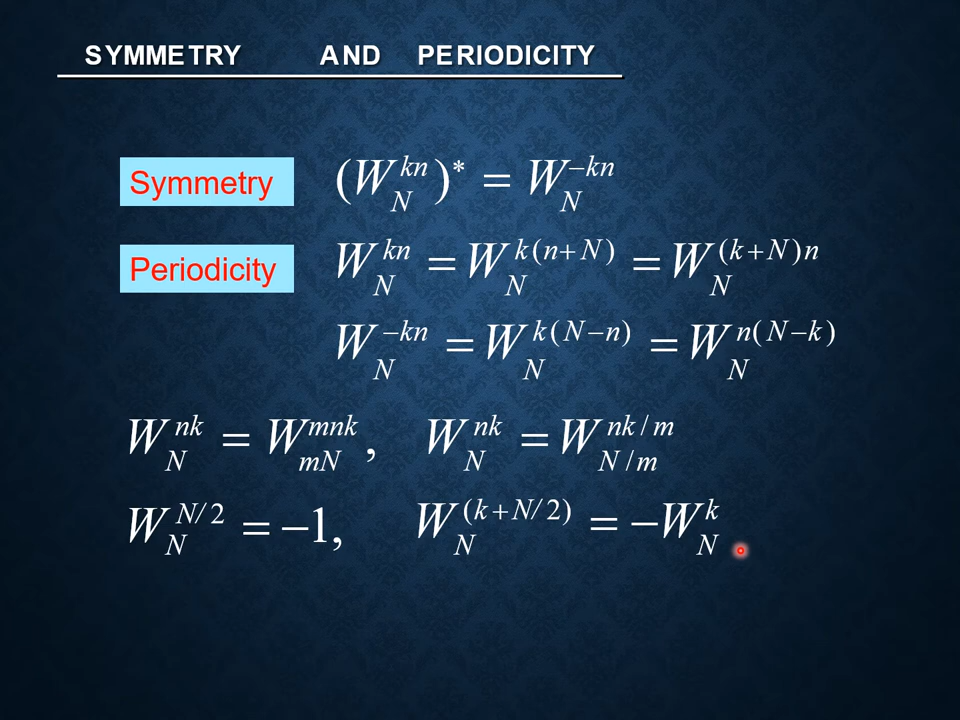 SYMMETRY AND PERIODICITY
Symmetry (W_N^{kn})^* = W_N^{-kn}
Periodicity W_N^{kn} = W_N^{k(n+N)} = W_N^{(k+N)n}
W_N^{-kn} = W_N^{k(N-n)} = W_N^{n(N-k)}
W_N^{nk} = W_{mN}^{mnk}, W_N^{nk} = W_{N/m}^{nk/m}
W_N^{N/2} = -1, W_N^{(k+N/2)} = -W_N^k